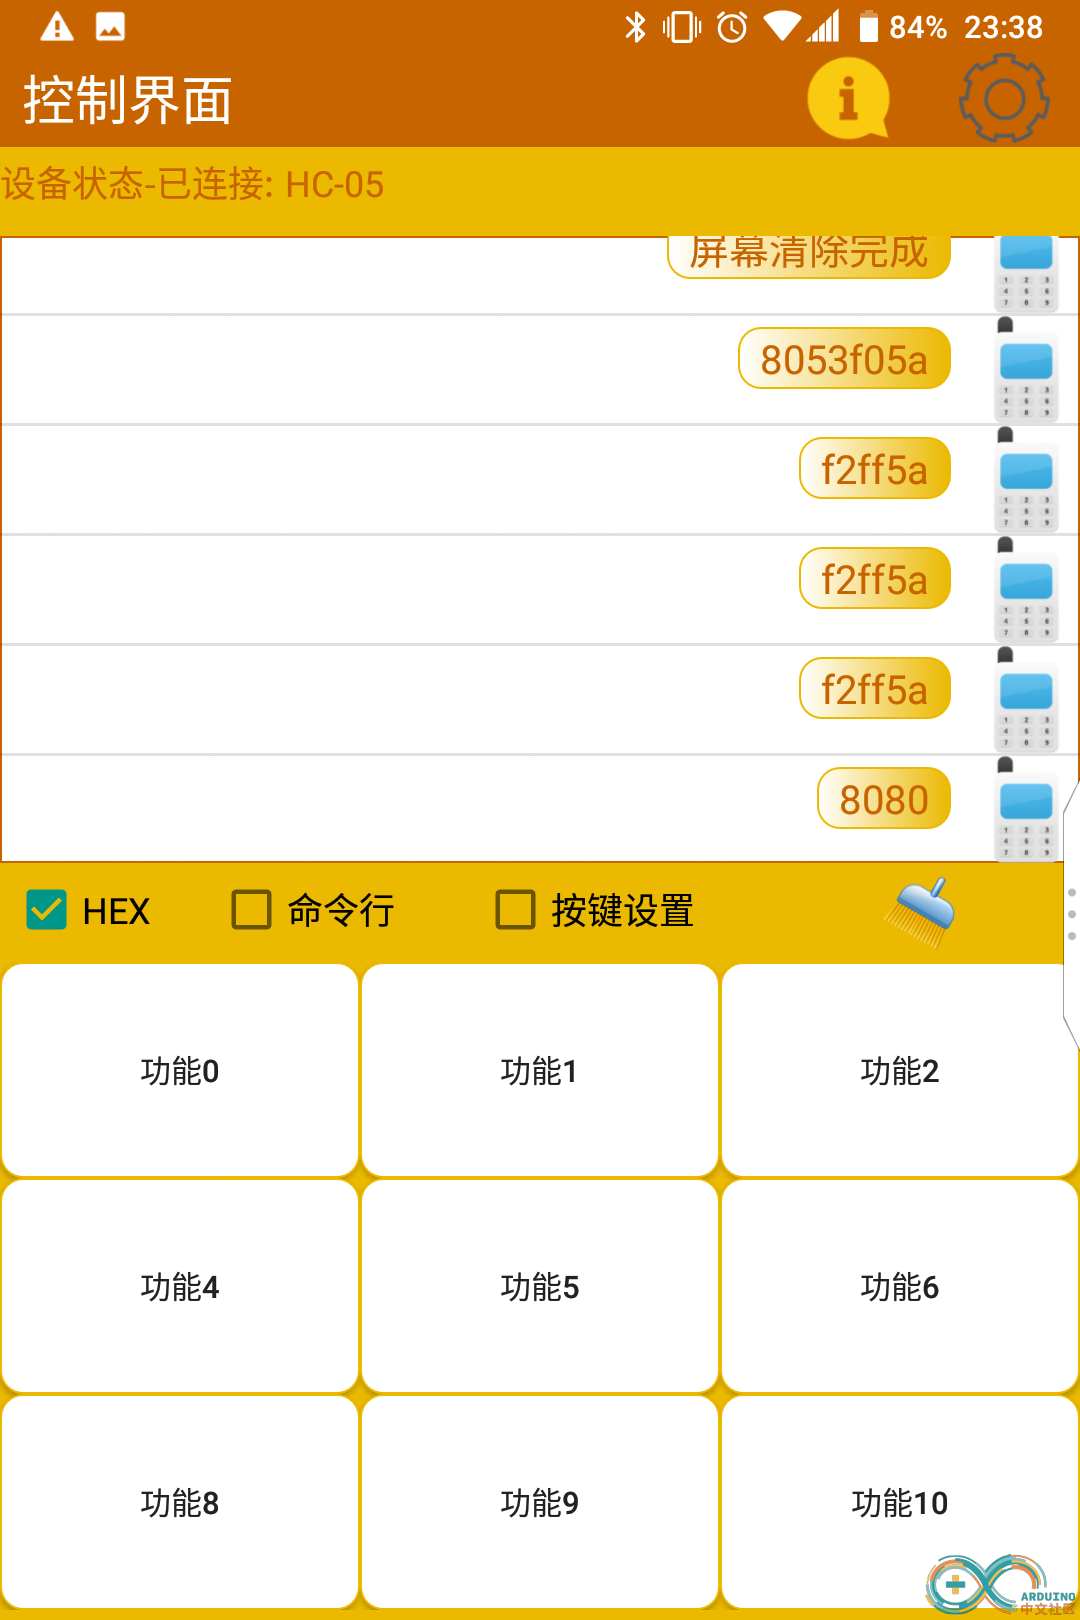 84% 23:38
控制界面
设备状态-已连接: HC-05
屏幕清除完成
8053f05a
f2ff5a
f2ff5a
f2ff5a
8080
HEX 命令行 按键设置
功能0 功能1 功能2
功能4 功能5 功能6
功能8 功能9 功能10
ARDUINO
中文社區